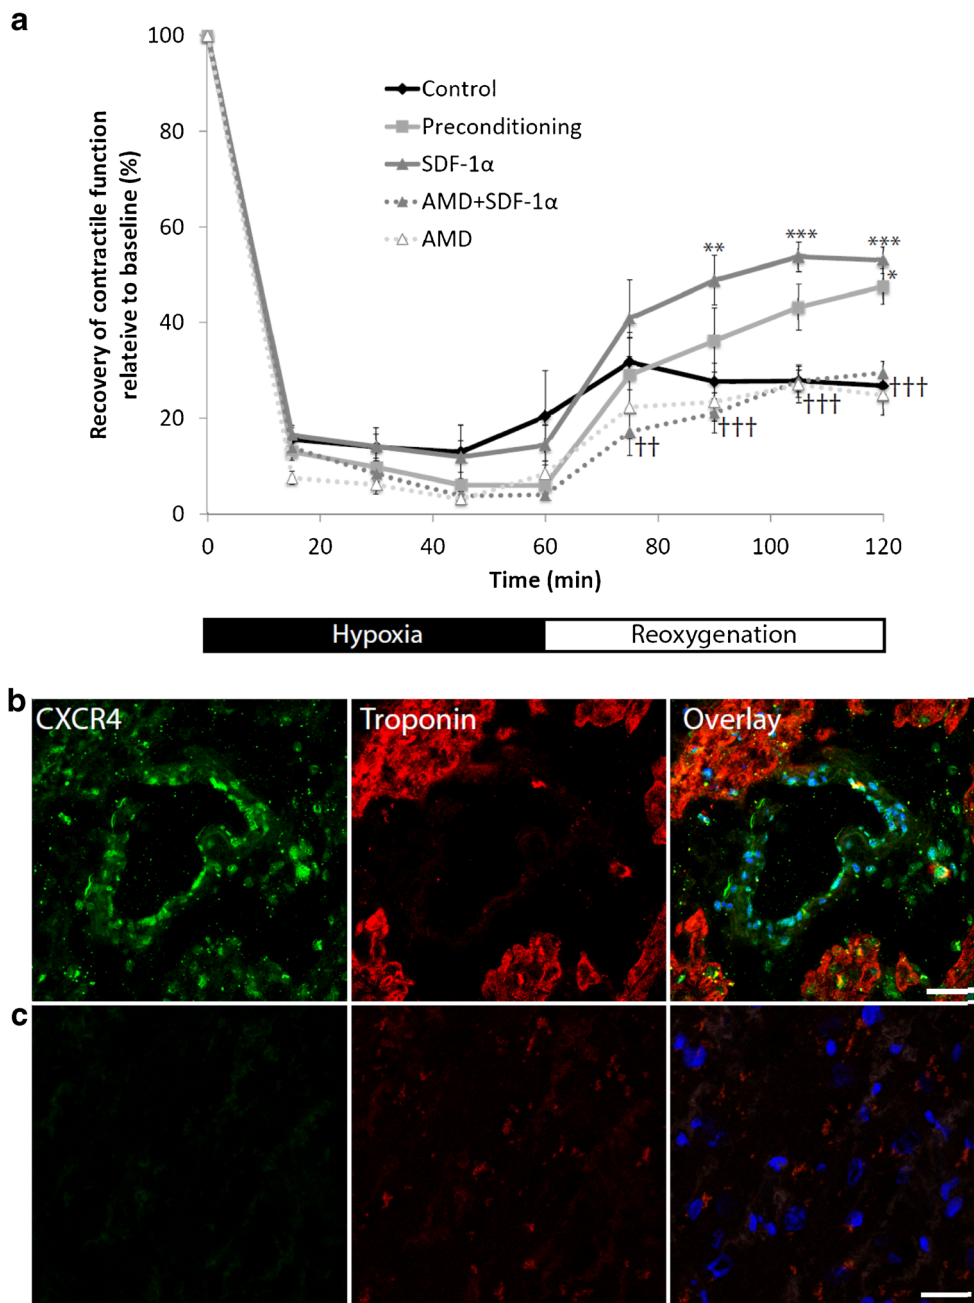 a
Recovery of contractile function
relateive to baseline (%)
100
80
60
40
20
0
Control
Preconditioning
SDF-1α
AMD+SDF-1α
AMD
**
***
***
*
††
†††
†††
†††
0 20 40 60 80 100 120
Time (min)
Hypoxia Reoxygenation
b
CXCR4 Troponin Overlay
c